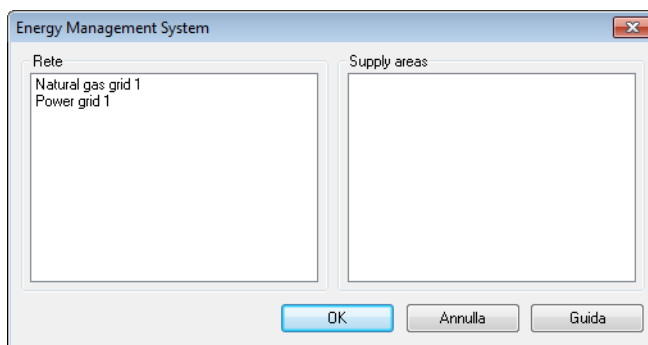 Energy Management System
Rete
Natural gas grid 1
Power grid 1
Supply areas
OK
Annulla
Guida